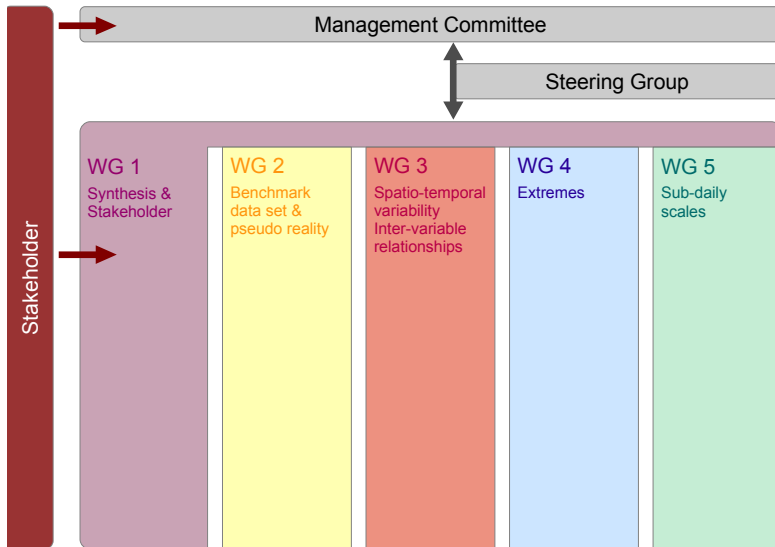 Management Committee
Steering Group
Stakeholder
WG 1
Synthesis &
Stakeholder
WG 2
Benchmark
data set &
pseudo reality
WG 3
Spatio-temporal
variability
Inter-variable
relationships
WG 4
Extremes
WG 5
Sub-daily
scales